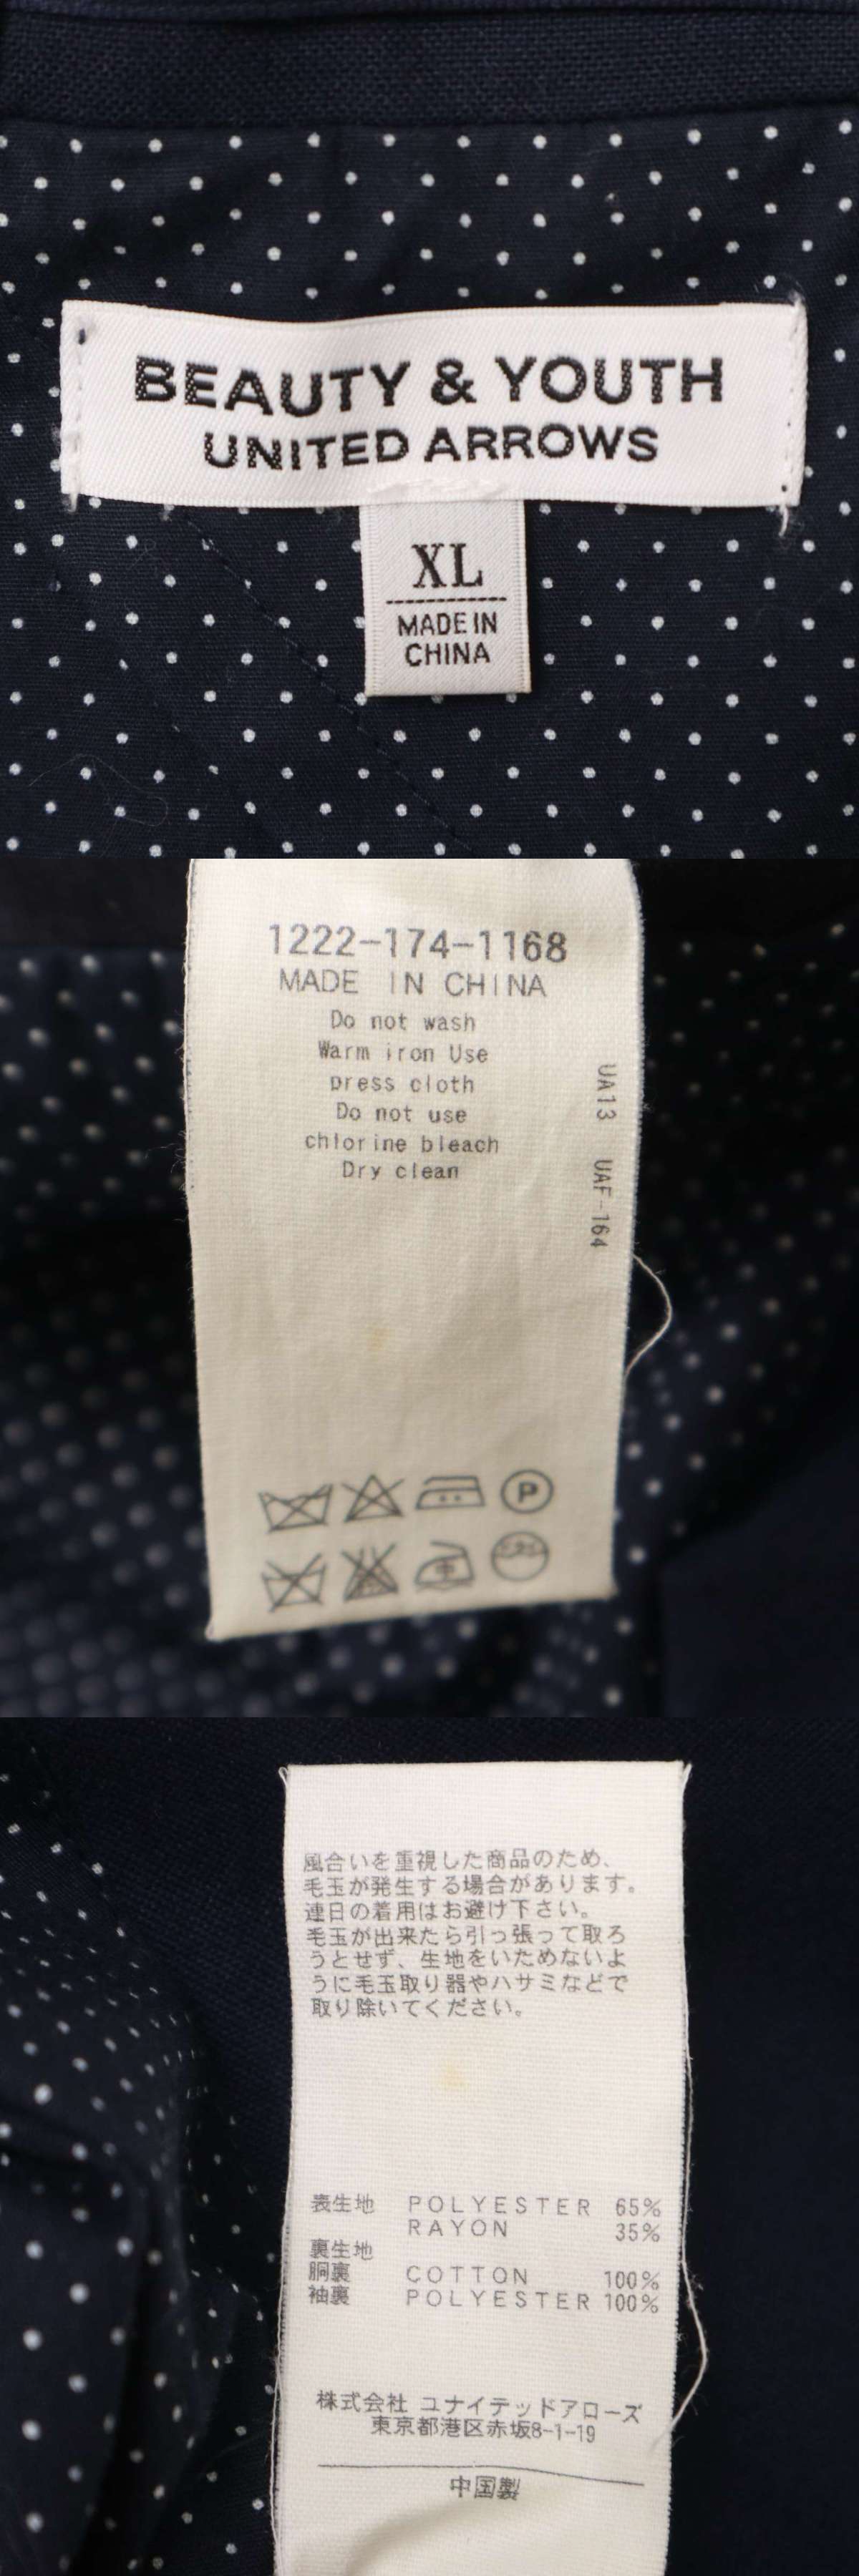 BEAUTY & YOUTH
UNITED ARROWS
XL
MADE IN
CHINA
1222-174-1168
MADE IN CHINA
Do not wash
Warm iron Use
press cloth
Do not use
chlorine bleach
Dry clean
UA13 UAF-164
P
風合いを重視した商品のため、
毛玉が発生する場合があります。
連日の着用はお避け下さい。
毛玉が出来たら引っ張って取ろ
うとせず、生地をいためないよ
うに毛玉取り器やハサミなどで
取り除いてください。
表生地 POLYESTER 65%
RAYON 35%
裏生地
胴裏 COTTON 100%
袖裏 POLYESTER 100%
株式会社 ユナイテッドアローズ
東京都港区赤坂8-1-19
中国製